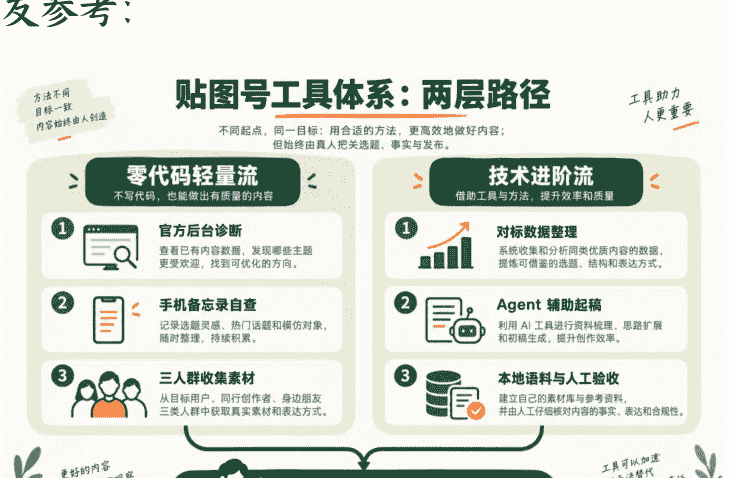 友参考：
方法不同
目标一致
内容始终由人创造
贴图号工具体系：两层路径
工具助力
人更重要
不同起点，同一目标：用合适的方法，更高效地做好内容；
但始终由真人把关选题、事实与发布。
零代码轻量流
不写代码，也能做出有质量的内容
1
官方后台诊断
查看已有内容数据，发现哪些主题
更受欢迎，找到可优化的方向。
2
手机备忘录自查
记录选题灵感、热门话题和模仿对象，
随时整理，持续积累。
3
三人群收集素材
从目标用户、同行创作者、身边朋友
三类人群中获取真实素材和表达方式。
技术进阶流
借助工具与方法，提升效率和质量
1
对标数据整理
系统收集和分析同类优质内容的数据，
提炼可借鉴的选题、结构和表达方式。
2
Agent 辅助起稿
利用 AI 工具进行资料梳理、思路扩展
和初稿生成，提升创作效率。
3
本地语料与人工验收
建立自己的素材库与参考资料，
并由人工仔细核对内容的事实、表达和合规性。
更好的内容
工具可以加速